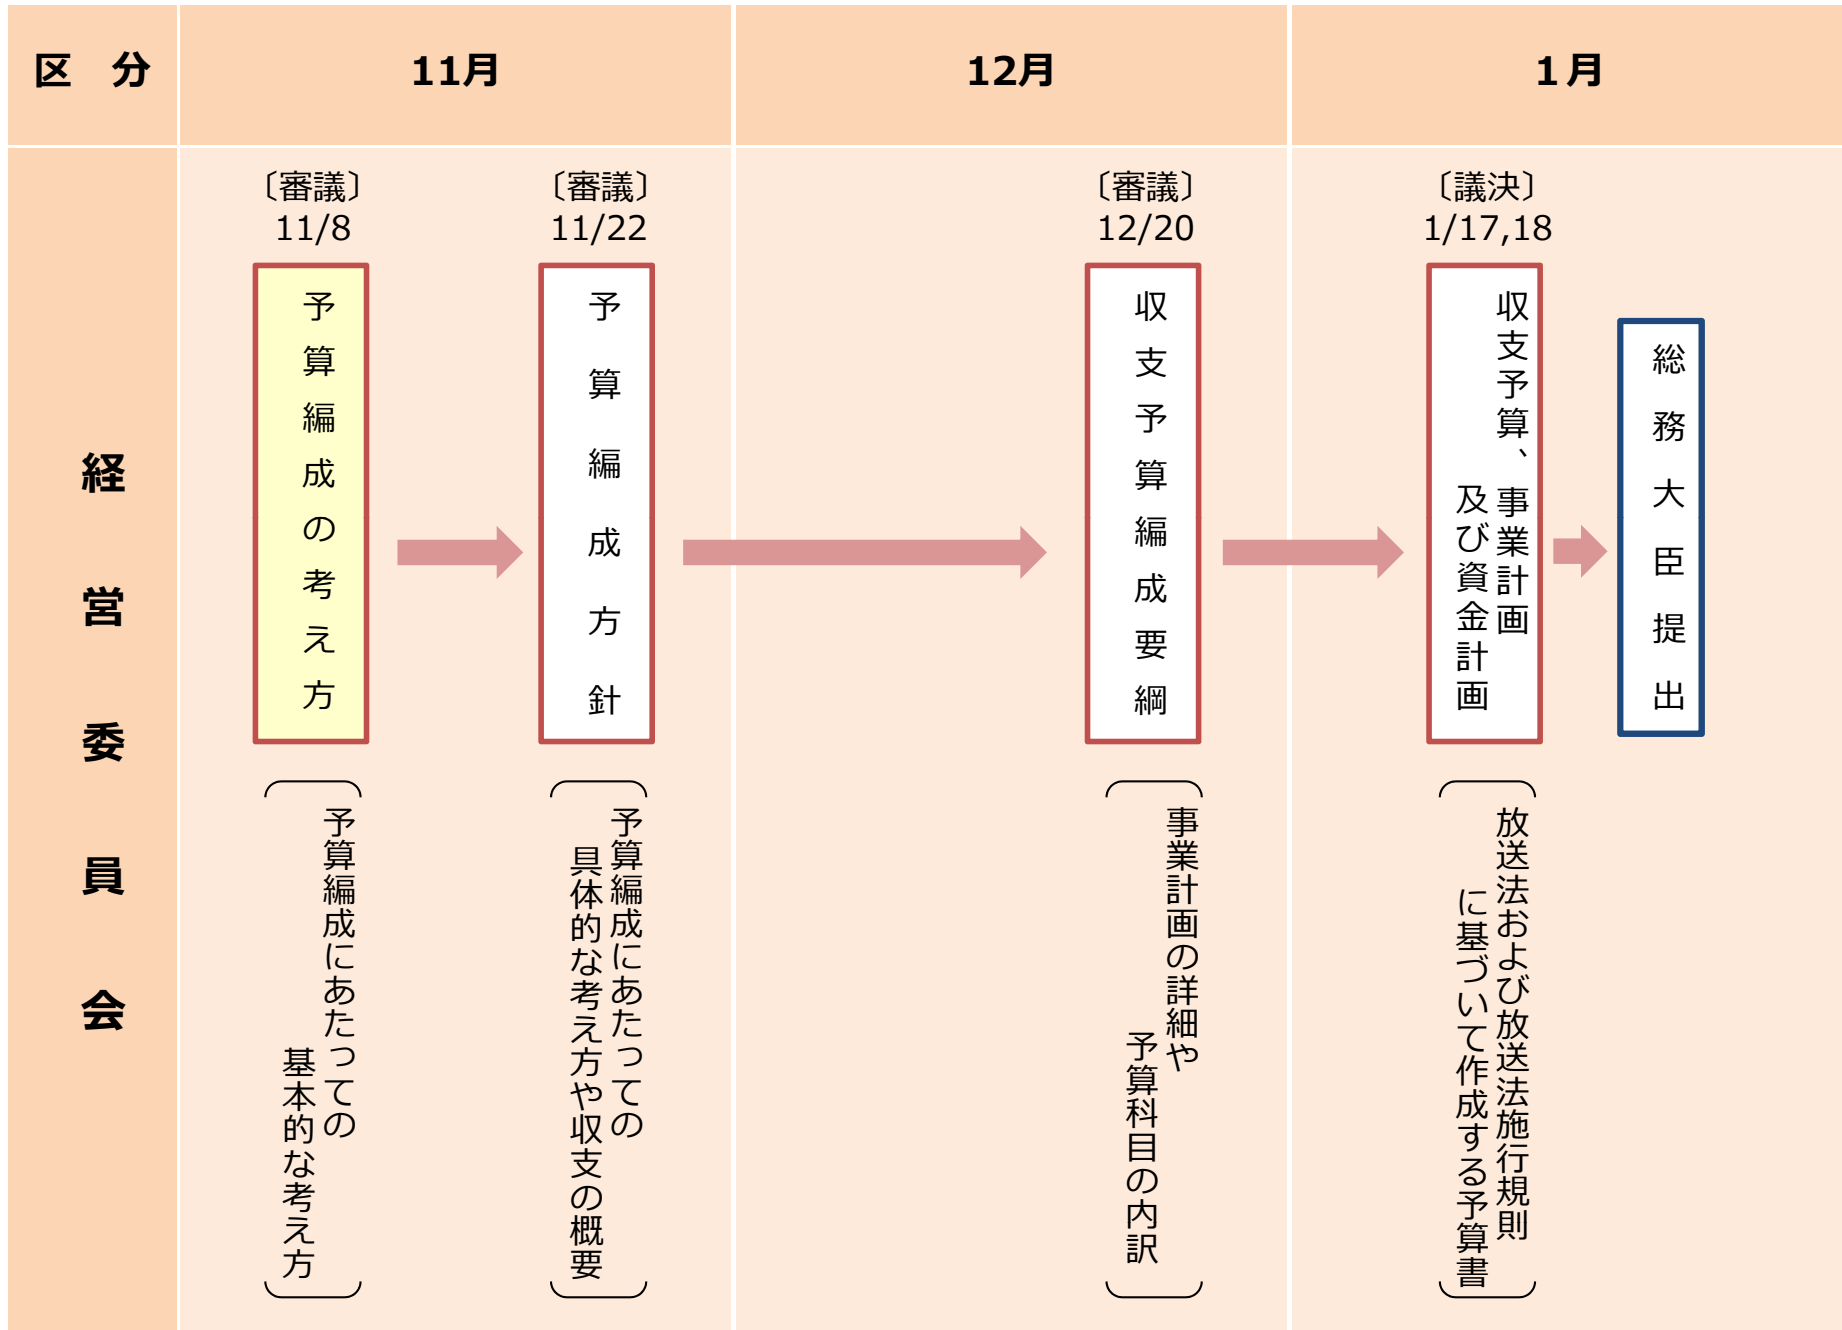 区　分
11月
12月
１月
経営委員会
〔審議〕
11/8
予算編成の考え方
予算編成にあたっての
基本的な考え方
〔審議〕
11/22
予算編成方針
予算編成にあたっての
具体的な考え方や収支の概要
〔審議〕
12/20
収支予算編成要綱
事業計画の詳細や
予算科目の内訳
〔議決〕
1/17,18
収支予算、事業計画
及び資金計画
放送法および放送法施行規則
に基づいて作成する予算書
総務大臣提出